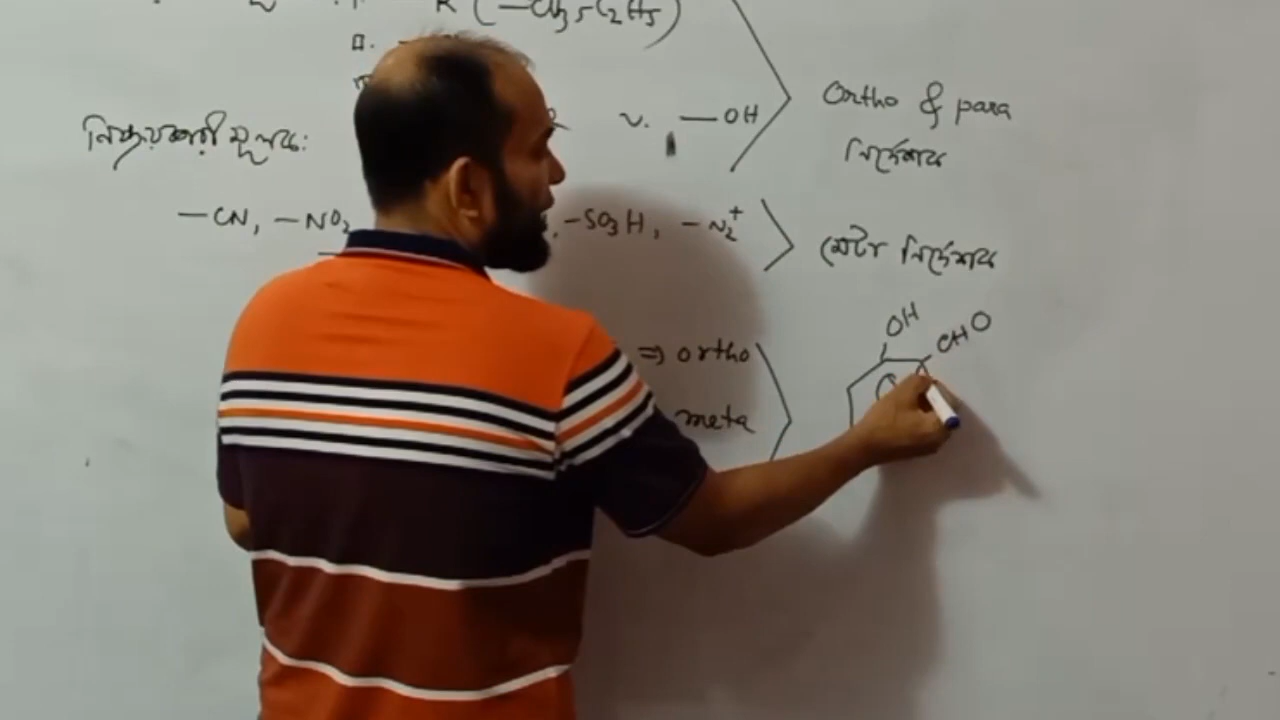 R (—CH3, C2H5)
—OH
Ortho & para
নির্দেশক
নিষ্ক্রিয়কারী মূলক:
—CN, —NO2
—SO3H, —N2+
মেটা নির্দেশক
OH
CHO
⇒ ortho
meta